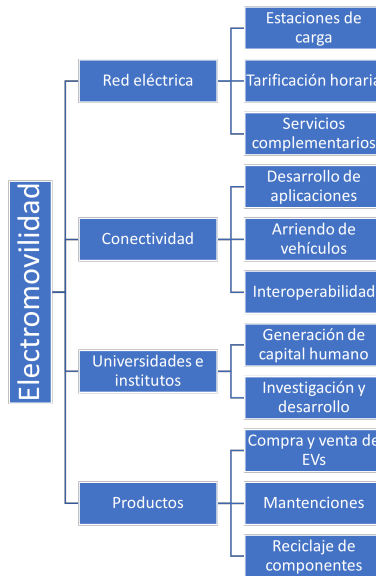 Electromovilidad
Red eléctrica
Estaciones de
carga
Tarificación horaria
Servicios
complementarios
Conectividad
Desarrollo de
aplicaciones
Arriendo de
vehículos
Interoperabilidad
Universidades e
institutos
Generación de
capital humano
Investigación y
desarrollo
Productos
Compra y venta de
EVs
Mantenciones
Reciclaje de
componentes